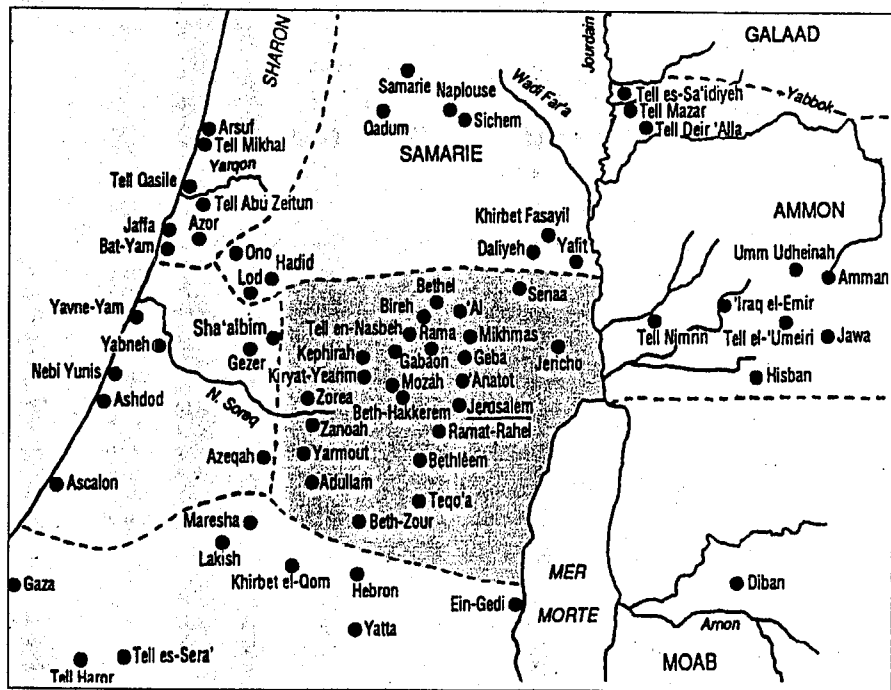 GALAAD
SHARON
Jourdain
Samarie
Naplouse
Wadi Far'a
Tell es-Sa'idiyeh
Yabbok
Tell Mazar
Qadum
Sichem
Tell Deir 'Alla
Arsuf
Tell Mikhal
SAMARIE
Yarqon
Tell Qasile
Tell Abu Zeitun
AMMON
Jaffa
Azor
Khirbet Fasayil
Bat-Yam
Ono
Daliyeh
Yafit
Umm Udheinah
Hadid
Amman
Lod
Bethel
Senaa
Yavne-Yam
Bireh
'Al
'Iraq el-Emir
Sha'albim
Tell en-Nasbeh
Rama
Mikhmas
Tell Nimrin
Tell el-'Umeiri
Jawa
Yabneh
Gezer
Kephirah
Gabaon
Geba
Jericho
Nebi Yunis
Kiryat-Yearim
Mozah
'Anatot
Hisban
Ashdod
Zorea
N. Soreq
Beth-Hakkerem
Jerusalem
Zanoah
Ramat-Rahel
Azeqah
Yarmout
Bethléem
Ascalon
Adullam
Teqo'a
Maresha
Beth-Zour
Lakish
Khirbet el-Qom
Hebron
MER
MORTE
Diban
Gaza
Ein-Gedi
Arnon
Yatta
Tell es-Sera'
MOAB
Tell Haror